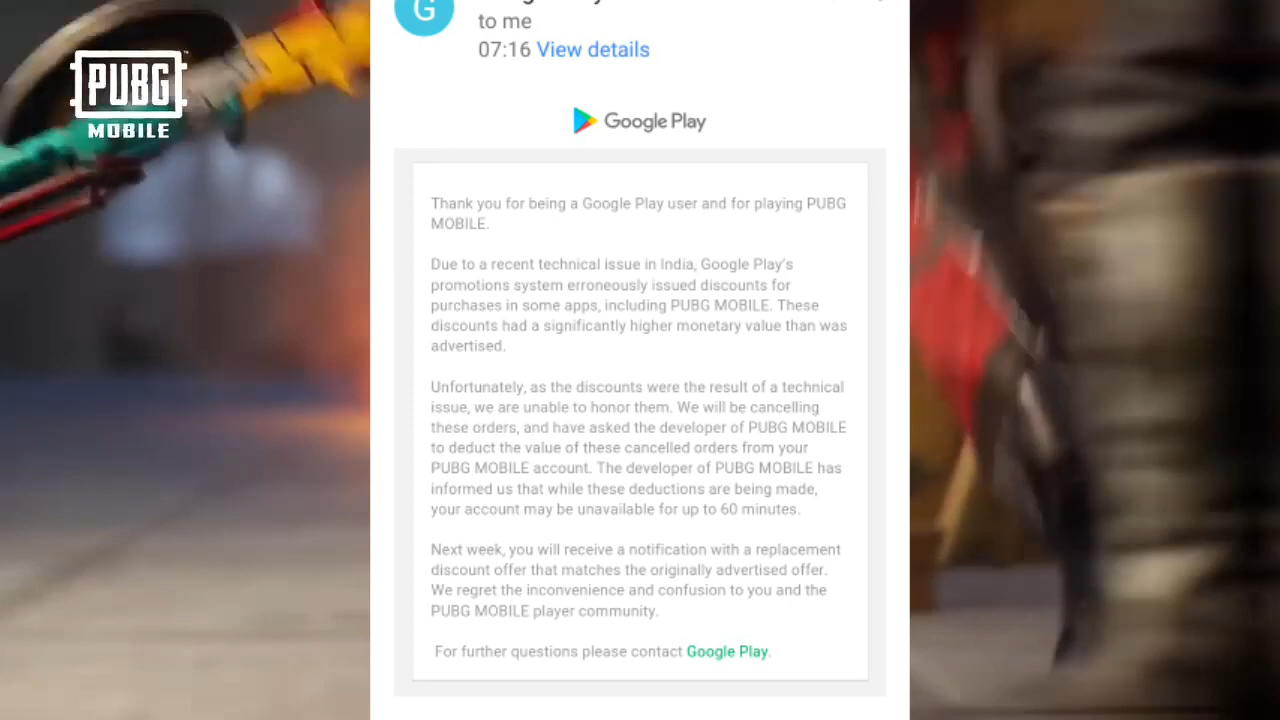 PUBG
MOBILE
G
to me
07:16 View details
Google Play
Thank you for being a Google Play user and for playing PUBG
MOBILE.
Due to a recent technical issue in India, Google Play's
promotions system erroneously issued discounts for
purchases in some apps, including PUBG MOBILE. These
discounts had a significantly higher monetary value than was
advertised.
Unfortunately, as the discounts were the result of a technical
issue, we are unable to honor them. We will be cancelling
these orders, and have asked the developer of PUBG MOBILE
to deduct the value of these cancelled orders from your
PUBG MOBILE account. The developer of PUBG MOBILE has
informed us that while these deductions are being made,
your account may be unavailable for up to 60 minutes.
Next week, you will receive a notification with a replacement
discount offer that matches the originally advertised offer.
We regret the inconvenience and confusion to you and the
PUBG MOBILE player community.
For further questions please contact Google Play.